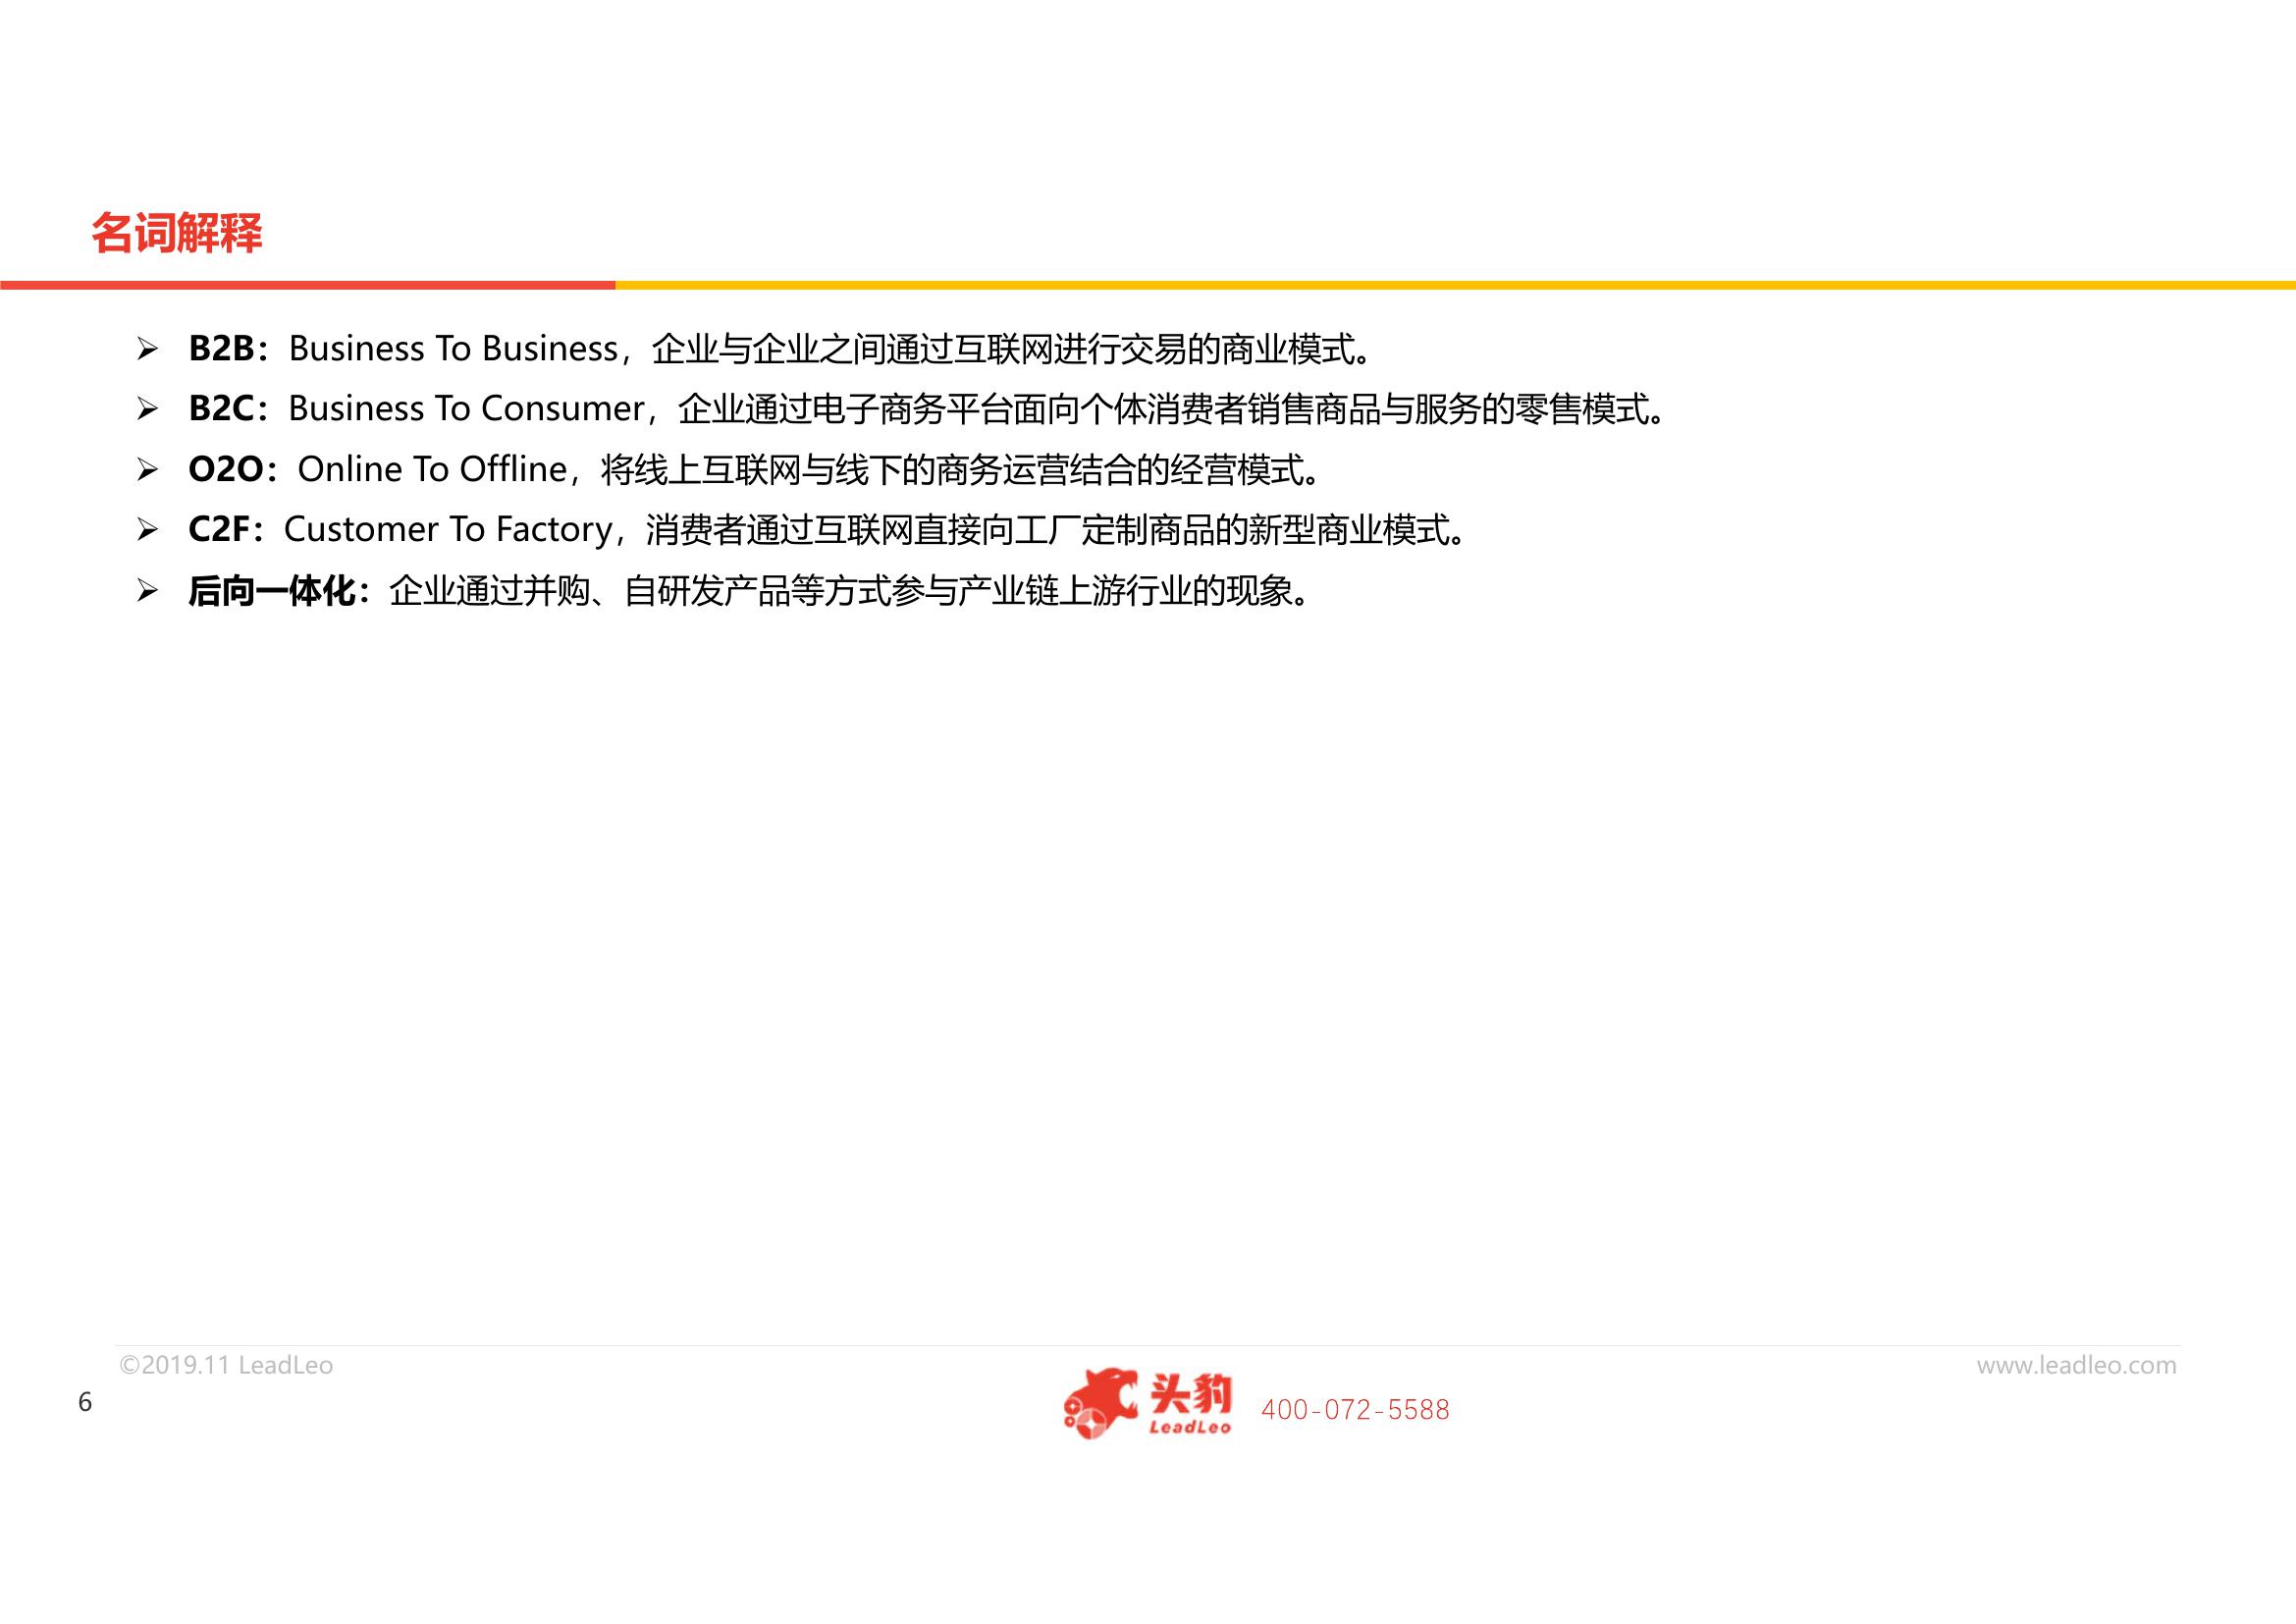 名词解释
➢ B2B：Business To Business，企业与企业之间通过互联网进行交易的商业模式。
➢ B2C：Business To Consumer，企业通过电子商务平台面向个体消费者销售商品与服务的零售模式。
➢ O2O：Online To Offline，将线上互联网与线下的商务运营结合的经营模式。
➢ C2F：Customer To Factory，消费者通过互联网直接向工厂定制商品的新型商业模式。
➢ 后向一体化：企业通过并购、自研发产品等方式参与产业链上游行业的现象。
©2019.11 LeadLeo
www.leadleo.com
6
头豹
LeadLeo
400-072-5588